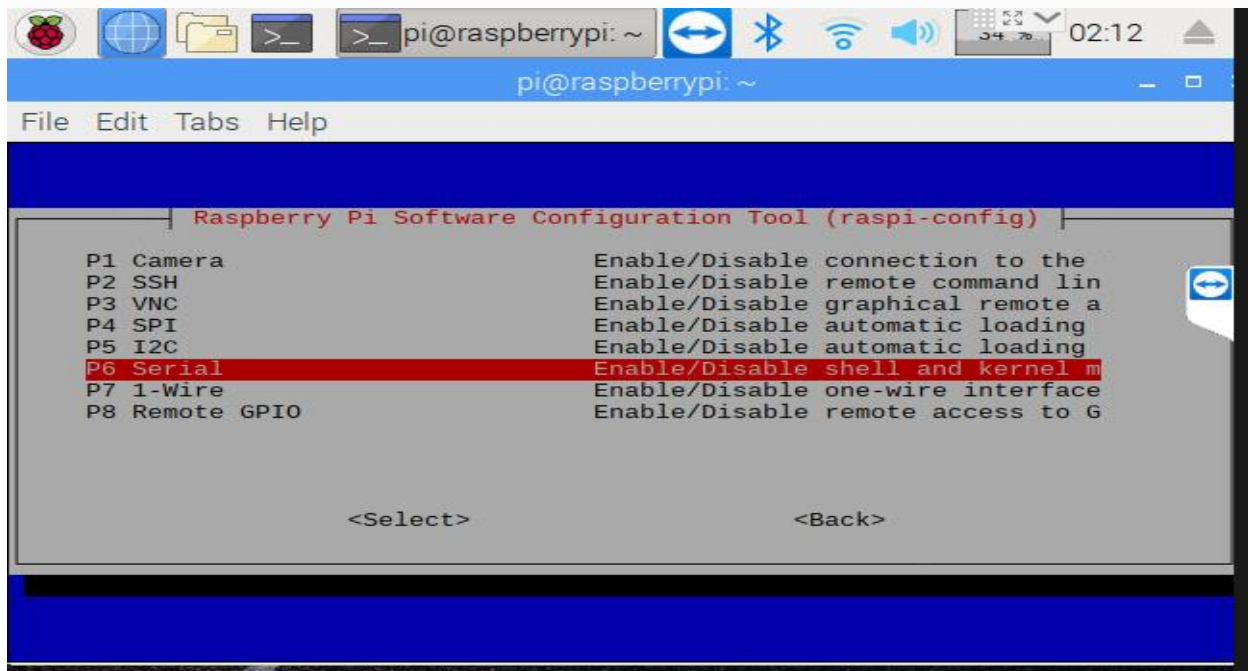 pi@raspberrypi: ~
02:12
pi@raspberrypi: ~
File Edit Tabs Help
Raspberry Pi Software Configuration Tool (raspi-config)
P1 Camera Enable/Disable connection to the
P2 SSH Enable/Disable remote command lin
P3 VNC Enable/Disable graphical remote a
P4 SPI Enable/Disable automatic loading
P5 I2C Enable/Disable automatic loading
P6 Serial Enable/Disable shell and kernel m
P7 1-Wire Enable/Disable one-wire interface
P8 Remote GPIO Enable/Disable remote access to G
<Select> <Back>